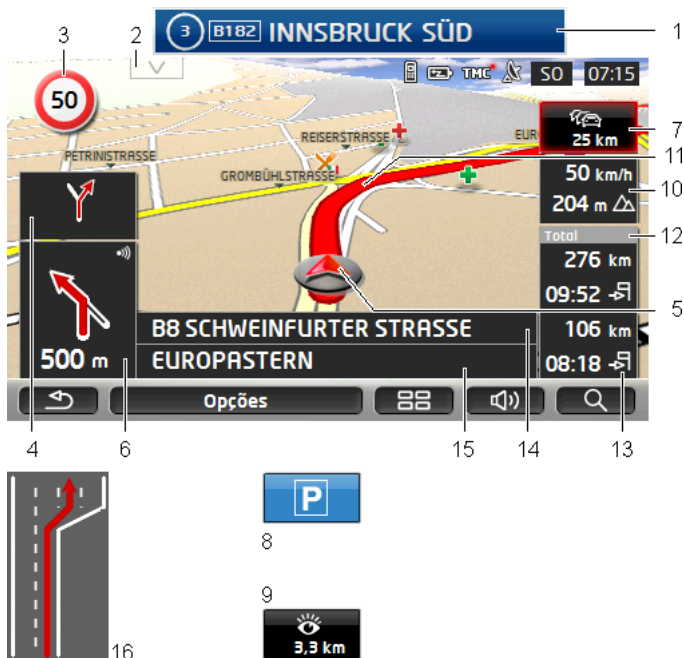 3 B182 INNSBRUCK SÜD
1
3
2
TMC
SO
07:15
50
25 km
7
REISERSTRASSE
EUR
11
PETRINISTRASSE
GROMBÜHLSTRASSE
50 km/h
204 m
10
Total
12
276 km
09:52
5
B8 SCHWEINFURTER STRASSE
106 km
500 m
EUROPASTERN
08:18
Opções
4
6
15
14
13
P
8
9
3,3 km
16